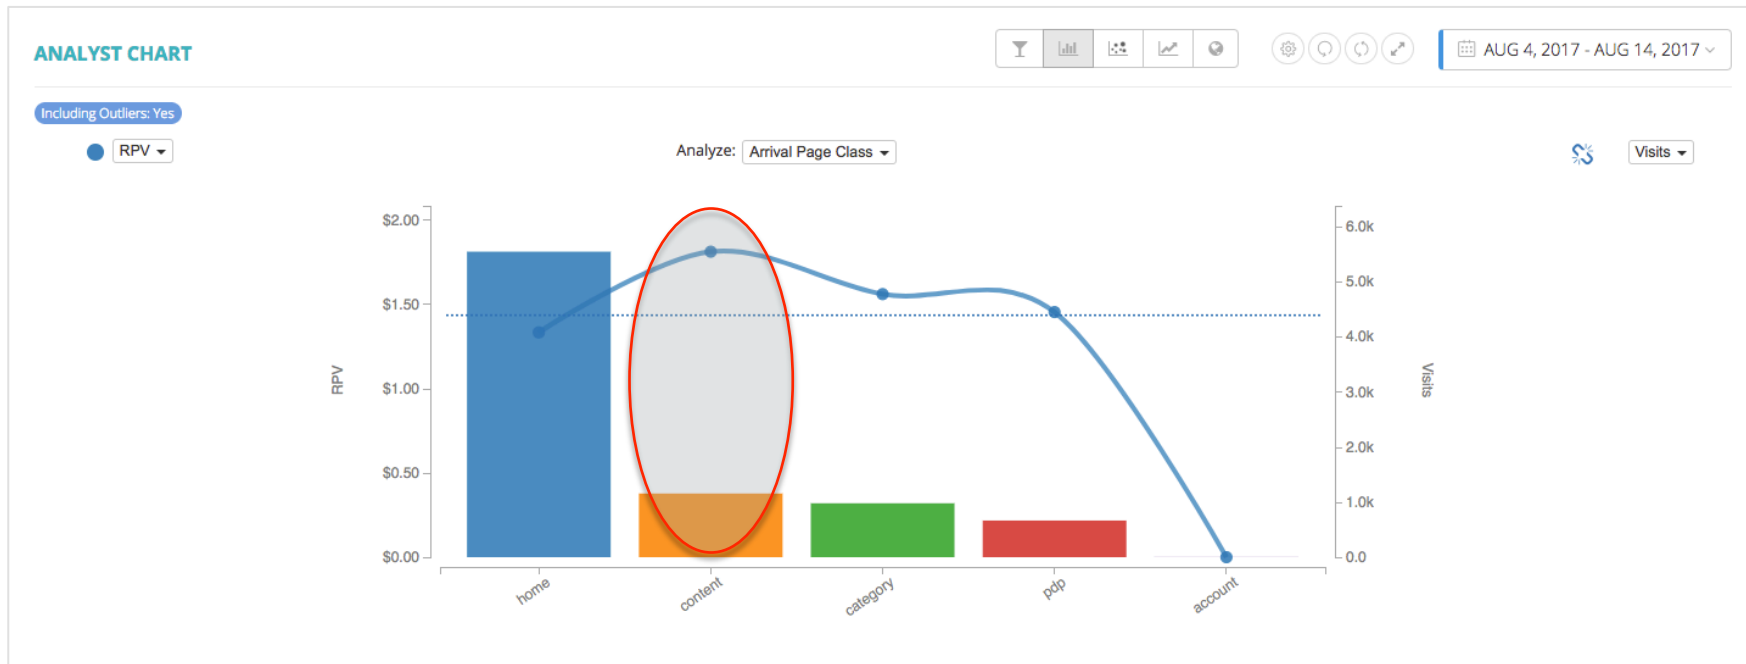 ANALYST CHART
AUG 4, 2017 - AUG 14, 2017
Including Outliers: Yes
RPV
Analyze: Arrival Page Class
Visits
$2.00
$1.50
$1.00
$0.50
$0.00
RPV
6.0k
5.0k
4.0k
3.0k
2.0k
1.0k
0.0
Visits
home
content
category
pdp
account